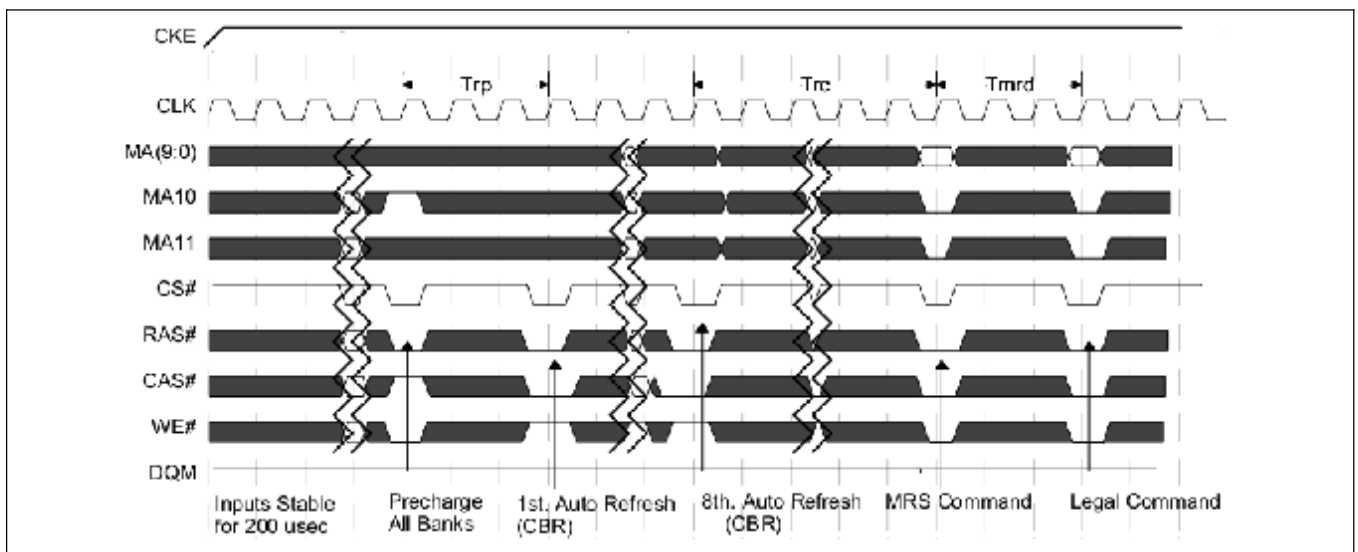 CKE
Trp
Trc
Tmrd
CLK
MA(9:0)
MA10
MA11
CS#
RAS#
CAS#
WE#
DQM
Inputs Stable
for 200 usec
Precharge
All Banks
1st. Auto Refresh
(CBR)
8th. Auto Refresh
(CBR)
MRS Command
Legal Command